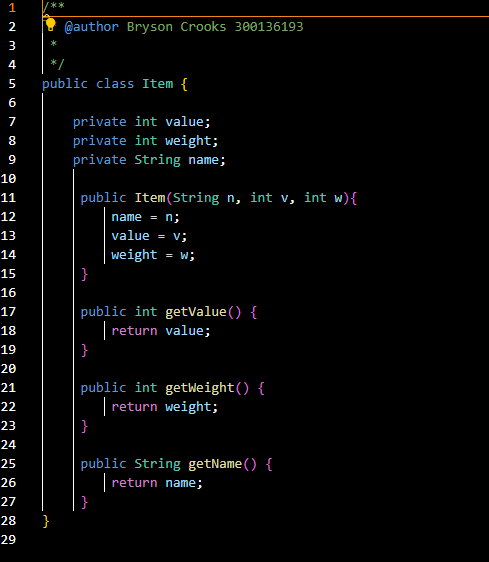 1 /**
2 @author Bryson Crooks 300136193
3 *
4 */
5 public class Item {
6
7 private int value;
8 private int weight;
9 private String name;
10
11 public Item(String n, int v, int w){
12 name = n;
13 value = v;
14 weight = w;
15 }
16
17 public int getValue() {
18 return value;
19 }
20
21 public int getWeight() {
22 return weight;
23 }
24
25 public String getName() {
26 return name;
27 }
28 }
29